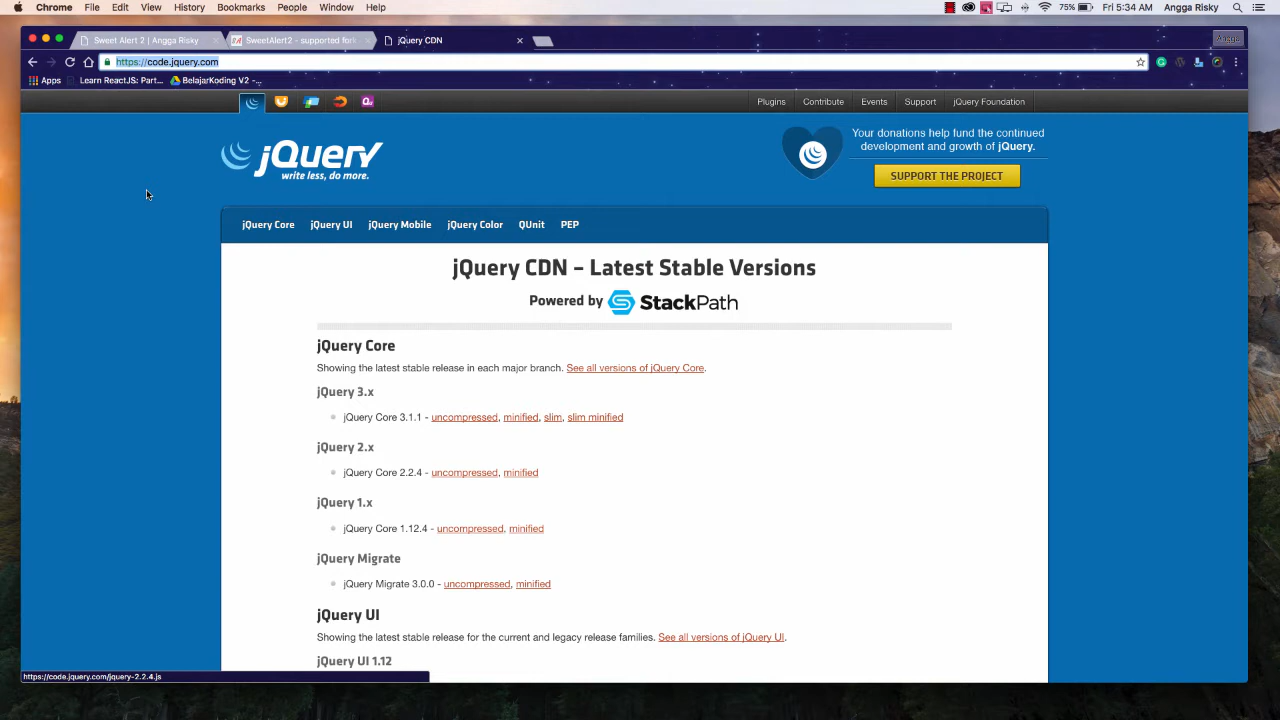 Chrome File Edit View History Bookmarks People Window Help 75% Fri 5:34 AM Angga Risky
Sweet Alert 2 | Angga Risky SweetAlert2 - supported fork jQuery CDN Angga
https://code.jquery.com
Apps Learn ReactJS: Part... BelajarKoding V2 -...
Plugins Contribute Events Support jQuery Foundation
jQuery
write less, do more.
Your donations help fund the continued
development and growth of jQuery.
SUPPORT THE PROJECT
jQuery Core jQuery UI jQuery Mobile jQuery Color QUnit PEP
jQuery CDN – Latest Stable Versions
Powered by StackPath
jQuery Core
Showing the latest stable release in each major branch. See all versions of jQuery Core.
jQuery 3.x
jQuery Core 3.1.1 - uncompressed, minified, slim, slim minified
jQuery 2.x
jQuery Core 2.2.4 - uncompressed, minified
jQuery 1.x
jQuery Core 1.12.4 - uncompressed, minified
jQuery Migrate
jQuery Migrate 3.0.0 - uncompressed, minified
jQuery UI
Showing the latest stable release for the current and legacy release families. See all versions of jQuery UI.
jQuery UI 1.12
https://code.jquery.com/jquery-2.2.4.js